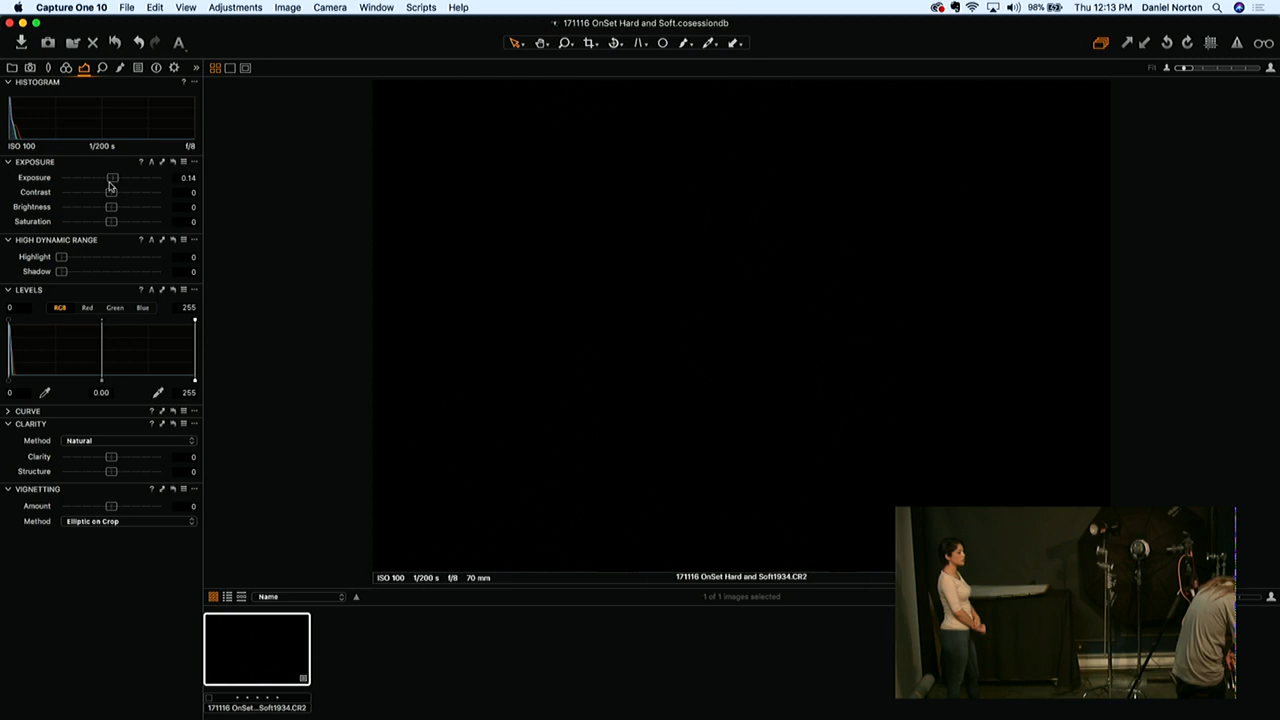 Capture One 10 File Edit View Adjustments Image Camera Window Scripts Help 98% Thu 12:13 PM Daniel Norton
171116 OnSet Hard and Soft.cosessiondb
Fit
HISTOGRAM ? ...
ISO 100 1/200 s f/8
EXPOSURE ? A ...
Exposure 0.14
Contrast 0
Brightness 0
Saturation 0
HIGH DYNAMIC RANGE ? A ...
Highlight 0
Shadow 0
LEVELS ? A ...
0 RGB Red Green Blue 255
0 0.00 255
CURVE ? ...
CLARITY ? ...
Method Natural
Clarity 0
Structure 0
VIGNETTING ? ...
Amount 0
Method Elliptic on Crop
ISO 100 1/200 s f/8 70 mm 171116 OnSet Hard and Soft1934.CR2
Name 1 of 1 images selected
171116 OnSet...Soft1934.CR2